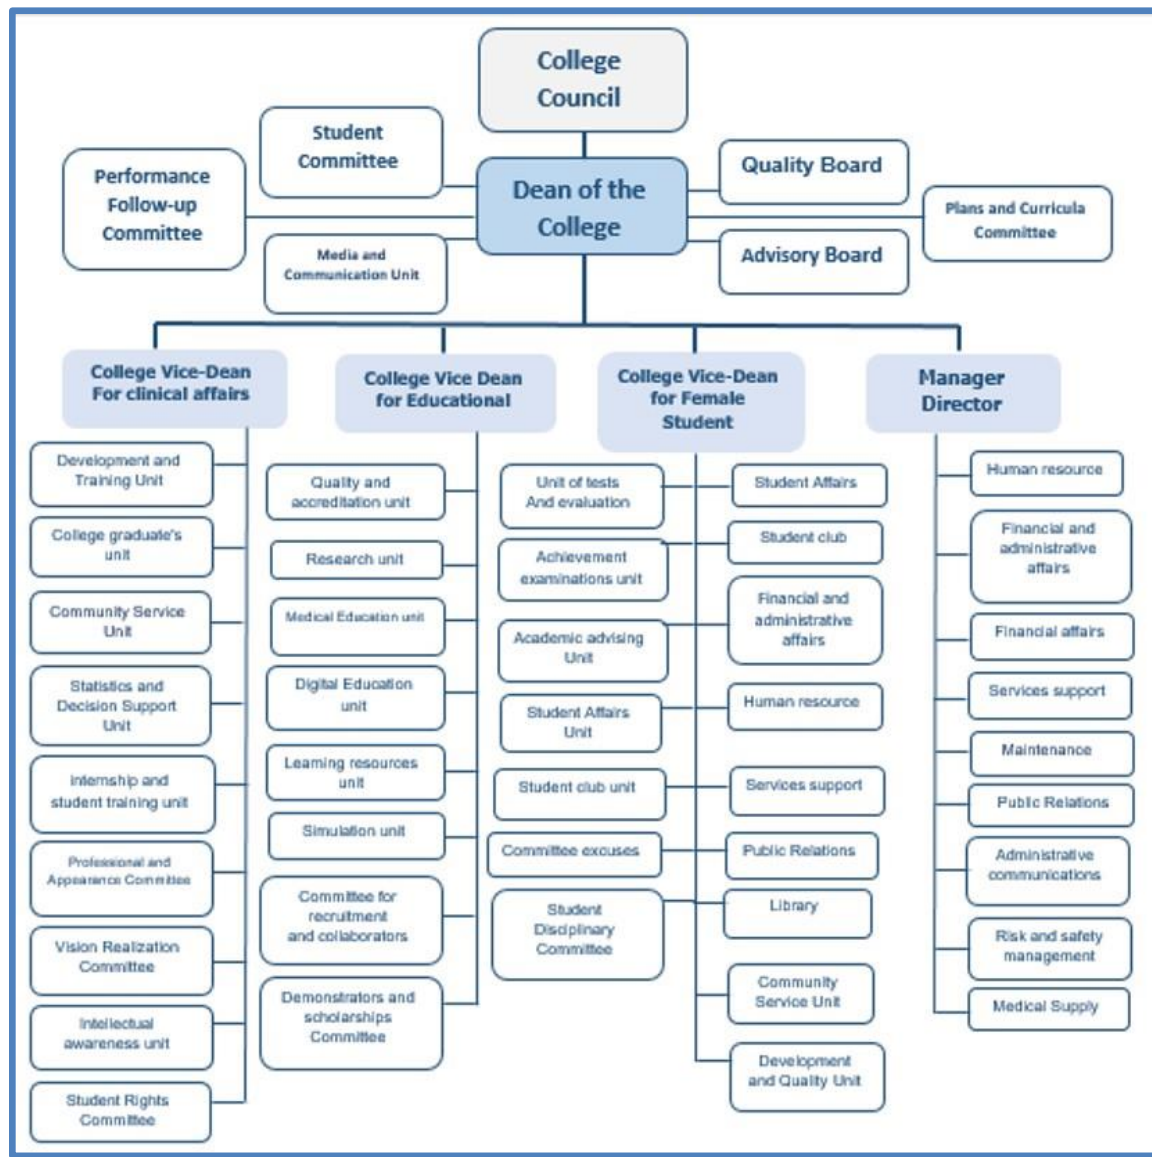 College
Council
Student
Committee
Performance
Follow-up
Committee
Media and
Communication Unit
Dean of the
College
Quality Board
Advisory Board
Plans and Curricula
Committee
College Vice-Dean
For clinical affairs
Development and
Training Unit
College graduate's
unit
Community Service
Unit
Statistics and
Decision Support
Unit
Internship and
student training unit
Professional and
Appearance Committee
Vision Realization
Committee
Intellectual
awareness unit
Student Rights
Committee
College Vice Dean
for Educational
Quality and
accreditation unit
Research unit
Medical Education unit
Digital Education
unit
Learning resources
unit
Simulation unit
Committee for
recruitment
and collaborators
Demonstrators and
scholarships
Committee
College Vice-Dean
for Female
Student
Unit of tests
And evaluation
Achievement
examinations unit
Academic advising
Unit
Student Affairs
Unit
Student club unit
Committee excuses
Student
Disciplinary
Committee
Student Affairs
Student club
Financial and
administrative
affairs
Human resource
Services support
Public Relations
Library
Community
Service Unit
Development
and Quality Unit
Manager
Director
Human resource
Financial and
administrative
affairs
Financial affairs
Services support
Maintenance
Public Relations
Administrative
communications
Risk and safety
management
Medical Supply